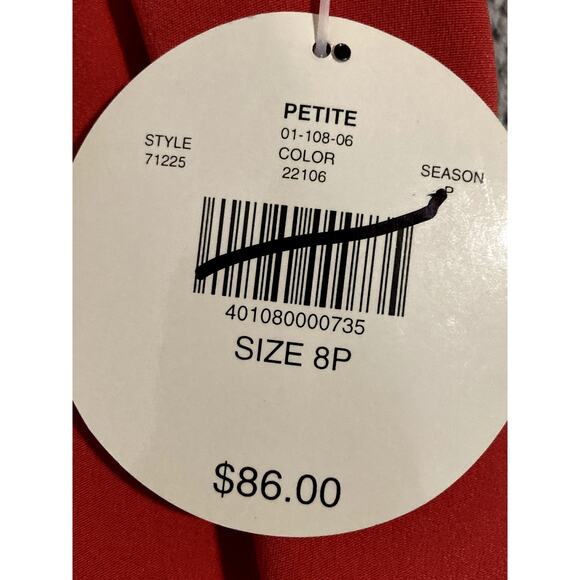 PETITE
01-108-06
STYLE
71225
COLOR
22106
SEASON
P
401080000735
SIZE 8P
$86.00